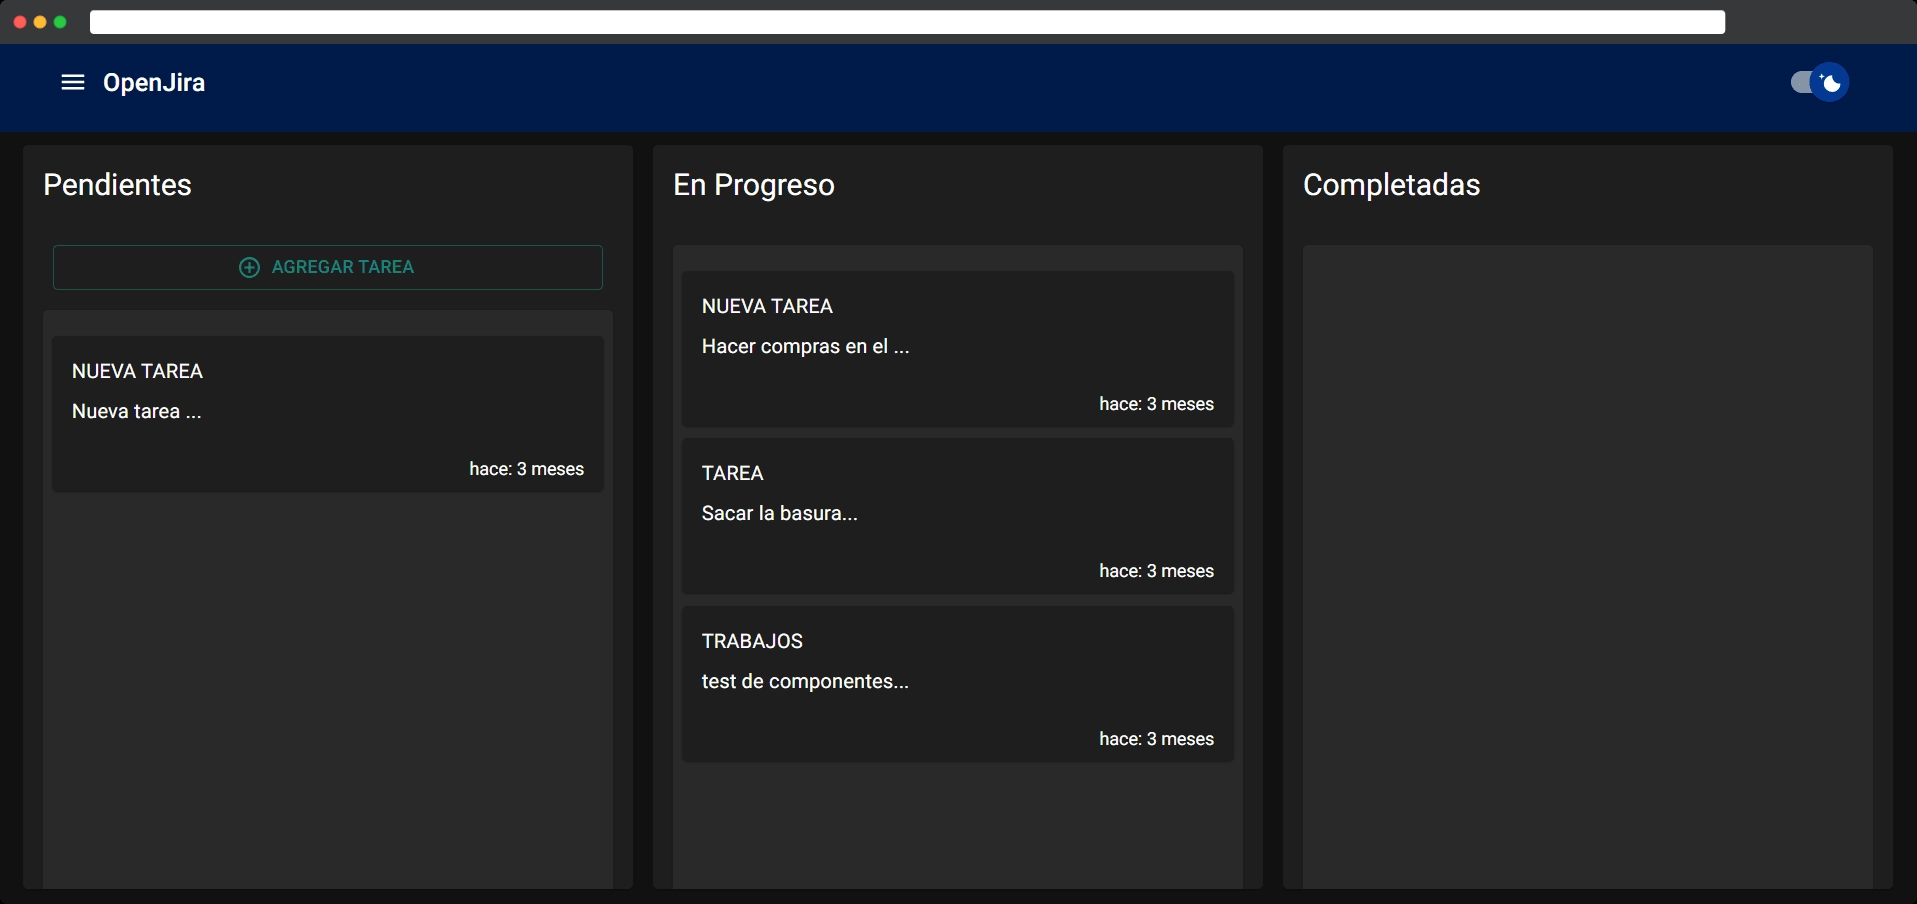 OpenJira
Pendientes
AGREGAR TAREA
NUEVA TAREA
Nueva tarea ...
hace: 3 meses
En Progreso
NUEVA TAREA
Hacer compras en el ...
hace: 3 meses
TAREA
Sacar la basura...
hace: 3 meses
TRABAJOS
test de componentes...
hace: 3 meses
Completadas